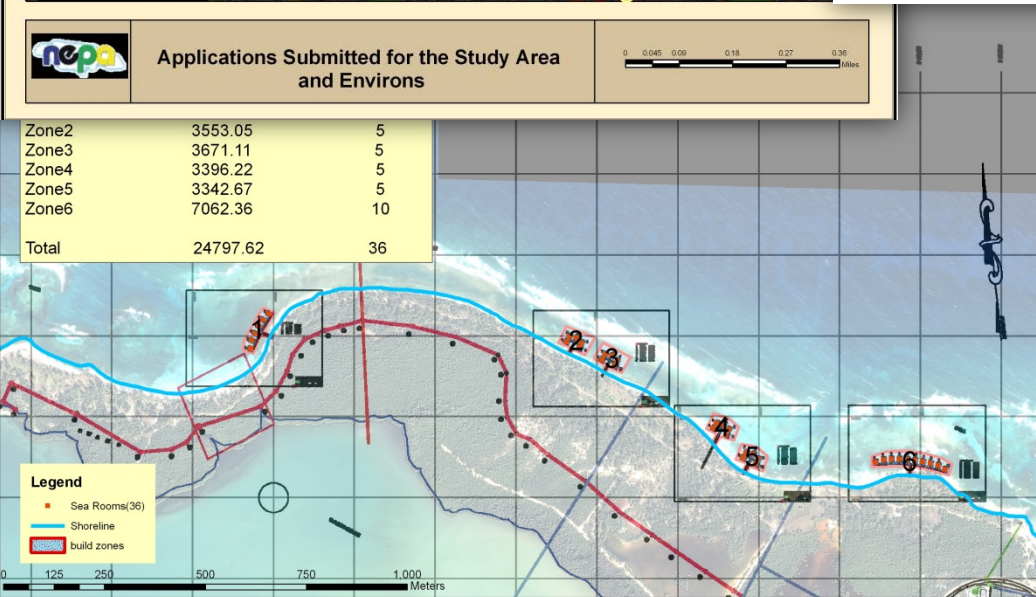 nepa
Applications Submitted for the Study Area
and Environs
0 0.045 0.09 0.18 0.27 0.36
Miles
Zone2 3553.05 5
Zone3 3671.11 5
Zone4 3396.22 5
Zone5 3342.67 5
Zone6 7062.36 10
Total 24797.62 36
1
2
3
4
5
6
Legend
Sea Rooms(36)
Shoreline
build zones
0 125 250 500 750 1,000
Meters